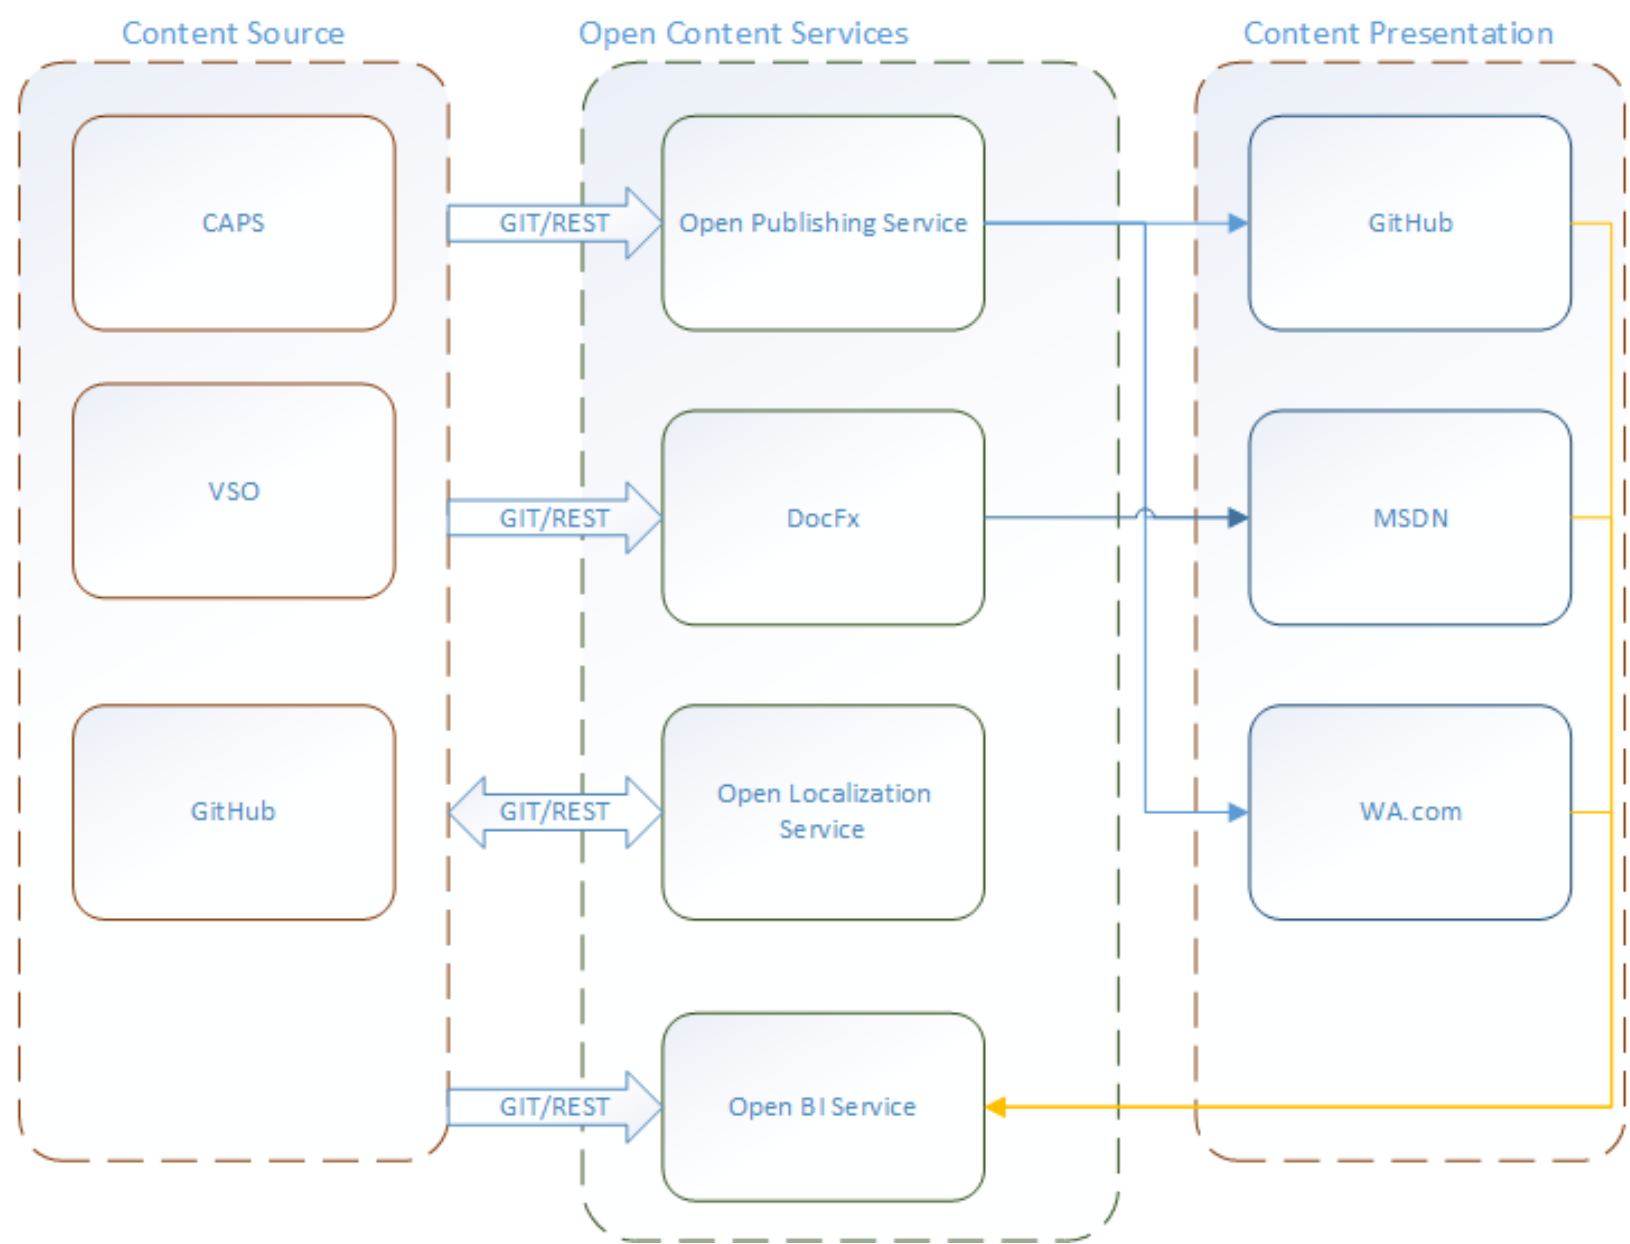 Content Source
Open Content Services
Content Presentation
CAPS
GIT/REST
Open Publishing Service
GitHub
VSO
GIT/REST
DocFx
MSDN
GitHub
GIT/REST
Open Localization
Service
WA.com
GIT/REST
Open BI Service